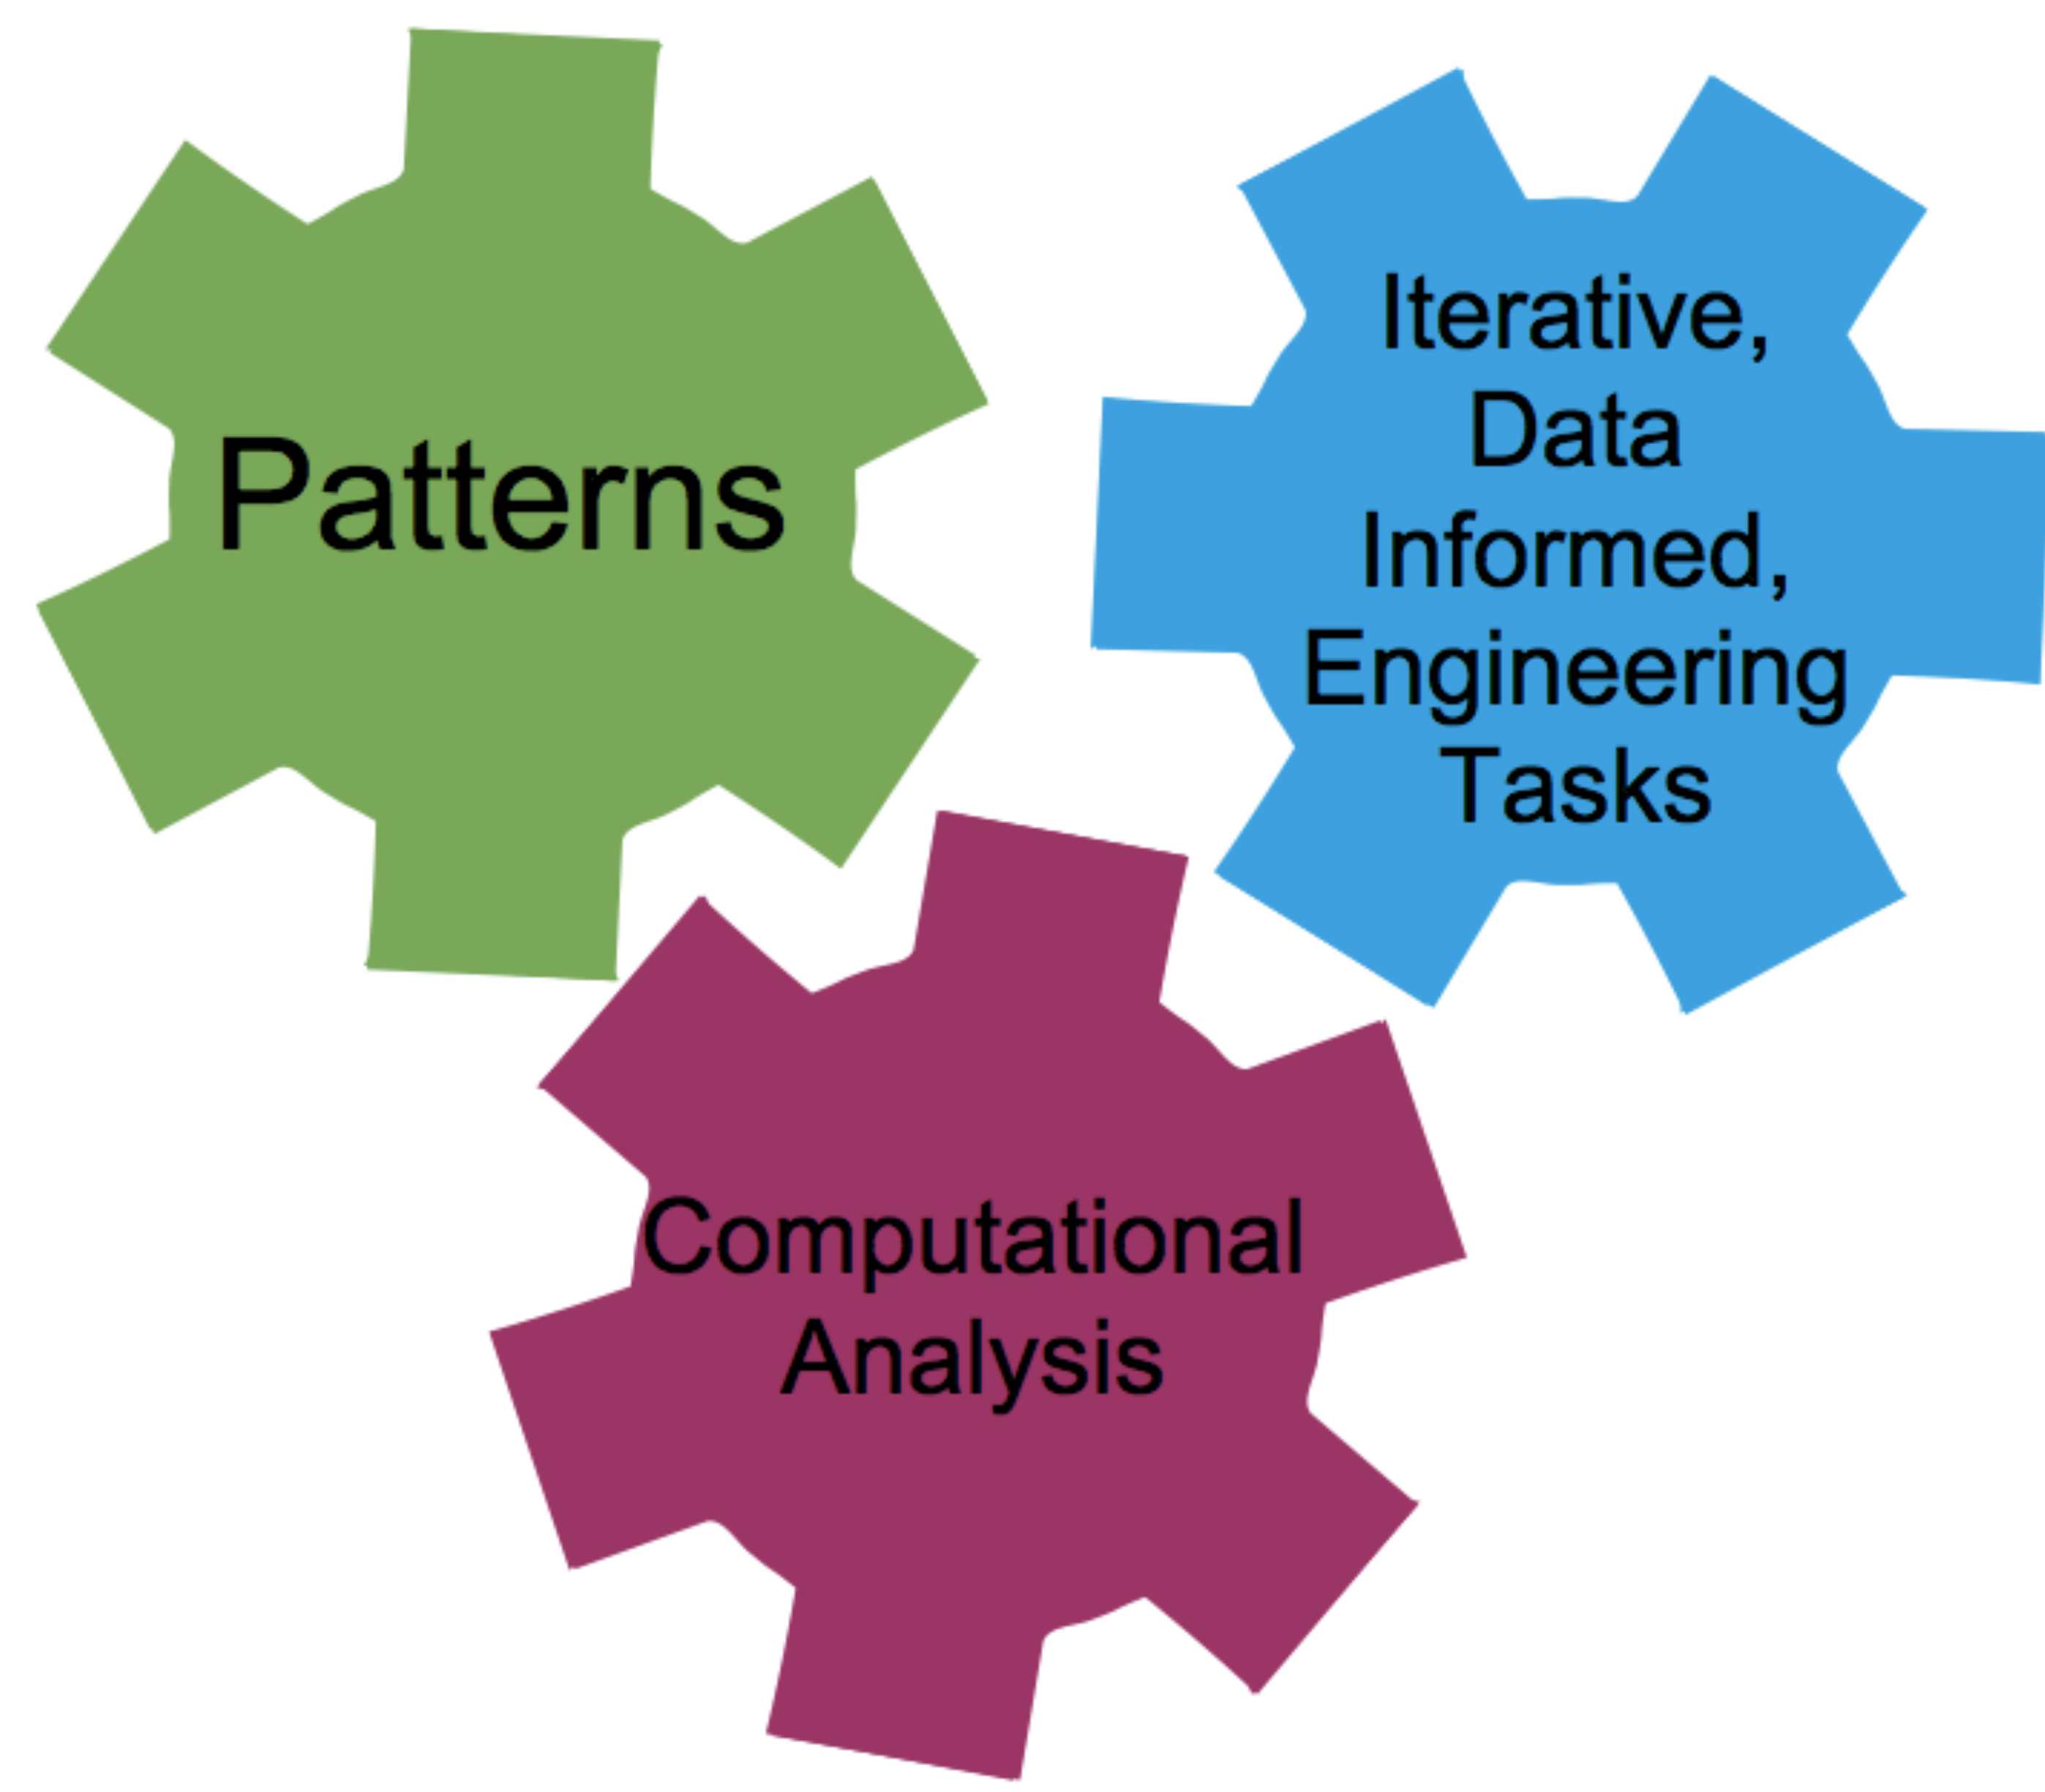 Patterns
Iterative,
Data
Informed,
Engineering
Tasks
Computational
Analysis